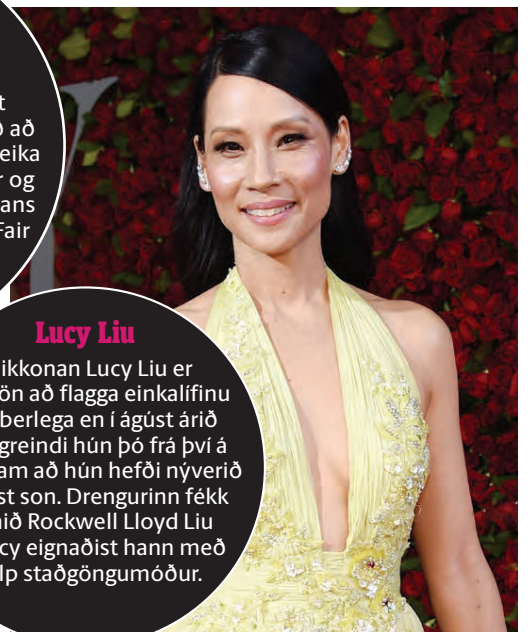 t
ð að
eika
r og
ans
Fair
Lucy Liu
ikkonan Lucy Liu er
ön að flagga einkalífinu
berlega en í ágúst árið
greindi hún þó frá því á
am að hún hefði nýverið
st son. Drengurinn fékk
nið Rockwell Lloyd Liu
cy eignaðist hann með
lp staðgöngumóður.